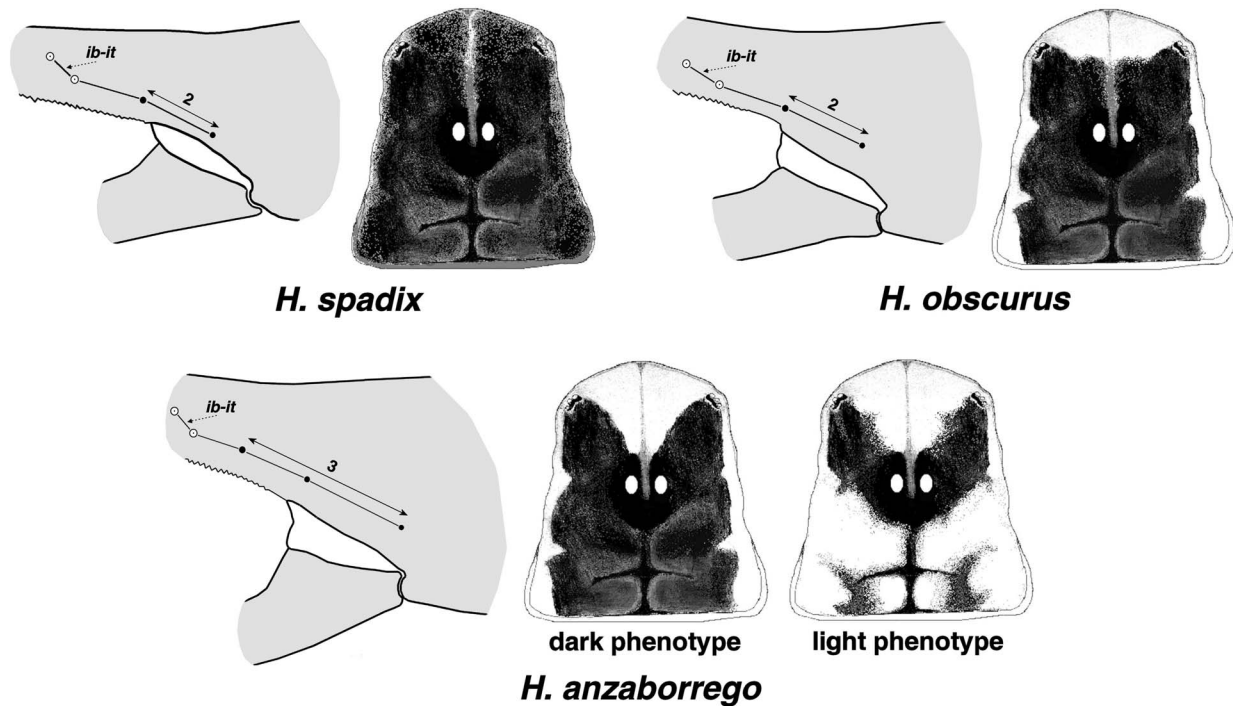 ib-it
2
H. spadix
ib-it
2
H. obscurus
ib-it
3
dark phenotype
light phenotype
H. anzaborrego